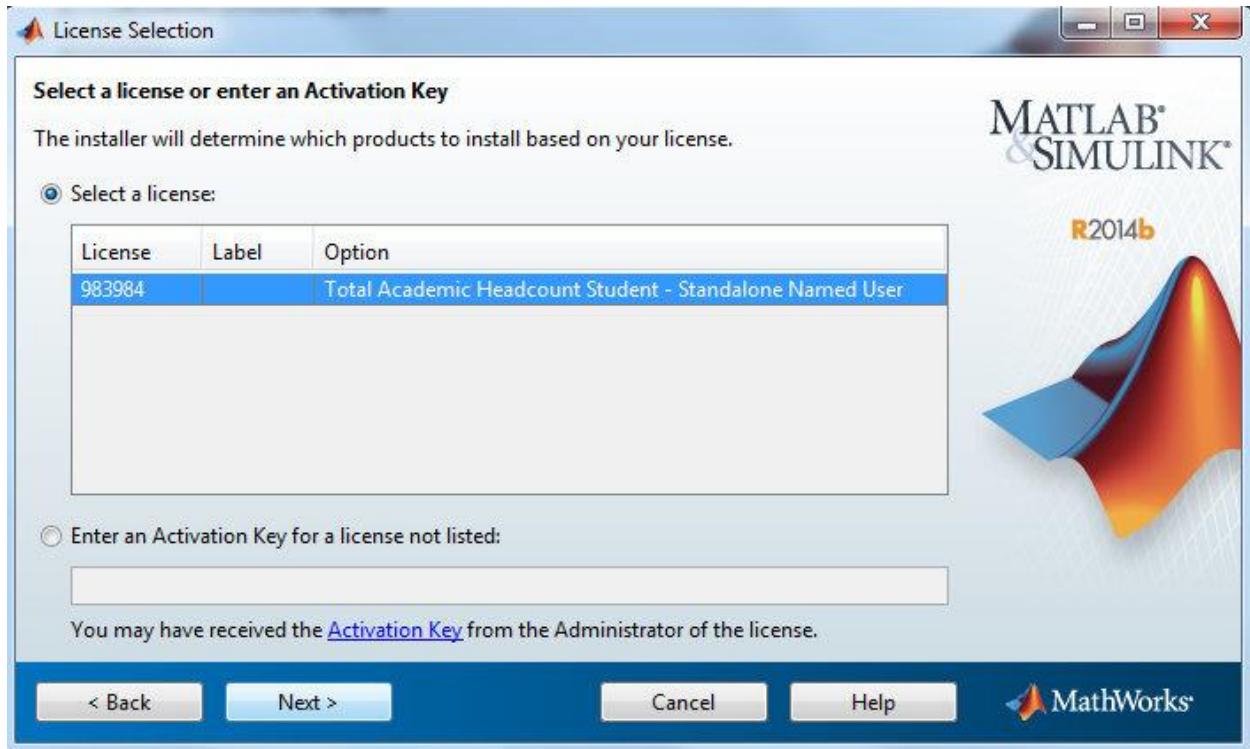 License Selection
Select a license or enter an Activation Key
The installer will determine which products to install based on your license.
Select a license:
License Label Option
983984 Total Academic Headcount Student - Standalone Named User
Enter an Activation Key for a license not listed:
You may have received the Activation Key from the Administrator of the license.
MATLAB®
&SIMULINK®
R2014b
< Back Next > Cancel Help MathWorks®